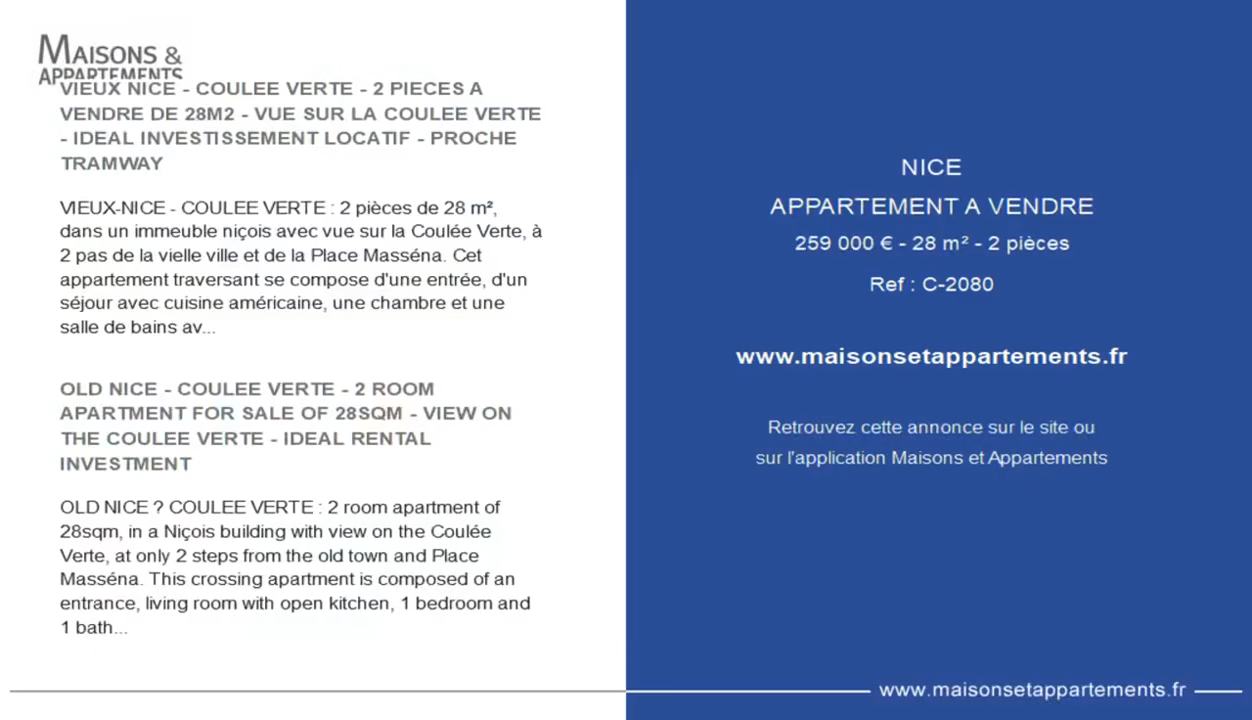 MAISONS &
APPARTEMENTS
VIEUX NICE - COULEE VERTE - 2 PIECES A
VENDRE DE 28M2 - VUE SUR LA COULEE VERTE
- IDEAL INVESTISSEMENT LOCATIF - PROCHE
TRAMWAY
VIEUX-NICE - COULEE VERTE : 2 pièces de 28 m²,
dans un immeuble niçois avec vue sur la Coulée Verte, à
2 pas de la vielle ville et de la Place Masséna. Cet
appartement traversant se compose d'une entrée, d'un
séjour avec cuisine américaine, une chambre et une
salle de bains av...
OLD NICE - COULEE VERTE - 2 ROOM
APARTMENT FOR SALE OF 28SQM - VIEW ON
THE COULEE VERTE - IDEAL RENTAL
INVESTMENT
OLD NICE ? COULEE VERTE : 2 room apartment of
28sqm, in a Niçois building with view on the Coulée
Verte, at only 2 steps from the old town and Place
Masséna. This crossing apartment is composed of an
entrance, living room with open kitchen, 1 bedroom and
1 bath...
NICE
APPARTEMENT A VENDRE
259 000 € - 28 m² - 2 pièces
Ref : C-2080
www.maisonsetappartements.fr
Retrouvez cette annonce sur le site ou
sur l'application Maisons et Appartements
www.maisonsetappartements.fr